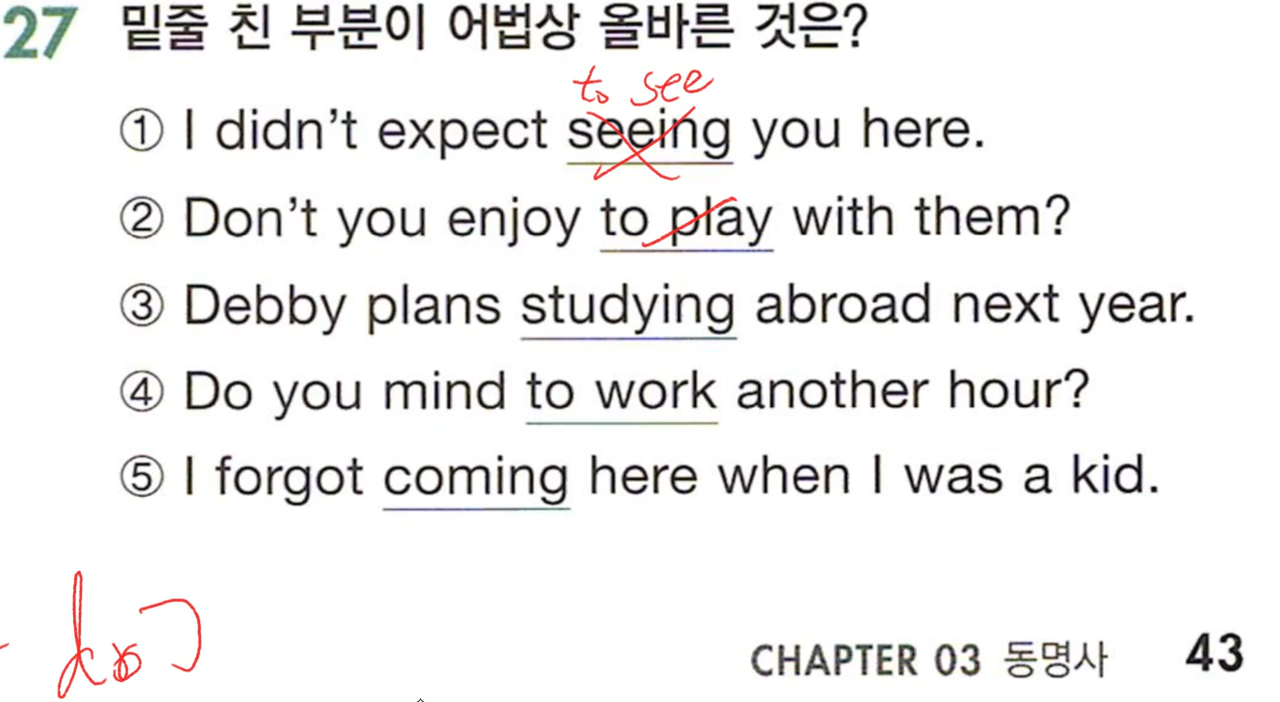 27 밑줄 친 부분이 어법상 올바른 것은?
to see
① I didn't expect seeing you here.
② Don't you enjoy to play with them?
③ Debby plans studying abroad next year.
④ Do you mind to work another hour?
⑤ I forgot coming here when I was a kid.
CHAPTER 03 동명사 43